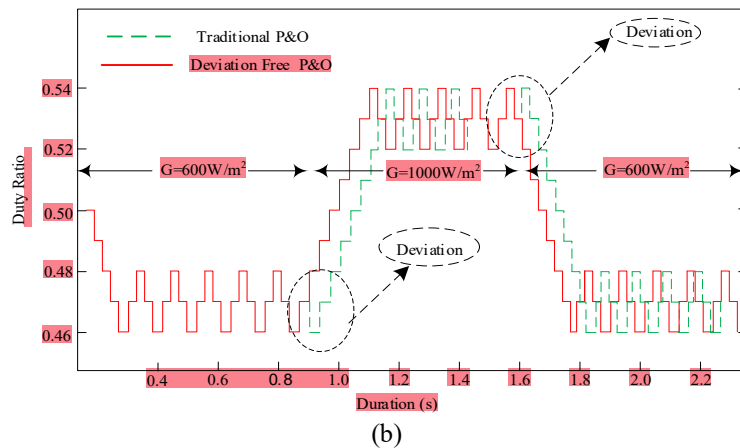 Traditional P&O
Deviation Free P&O
Deviation
0.54
0.52
0.50
0.48
0.46
Duty Ratio
G=600W/m²
G=1000W/m²
G=600W/m²
Deviation
0.4
0.6
0.8
1.0
1.2
1.4
1.6
1.8
2.0
2.2
Duration (s)
(b)